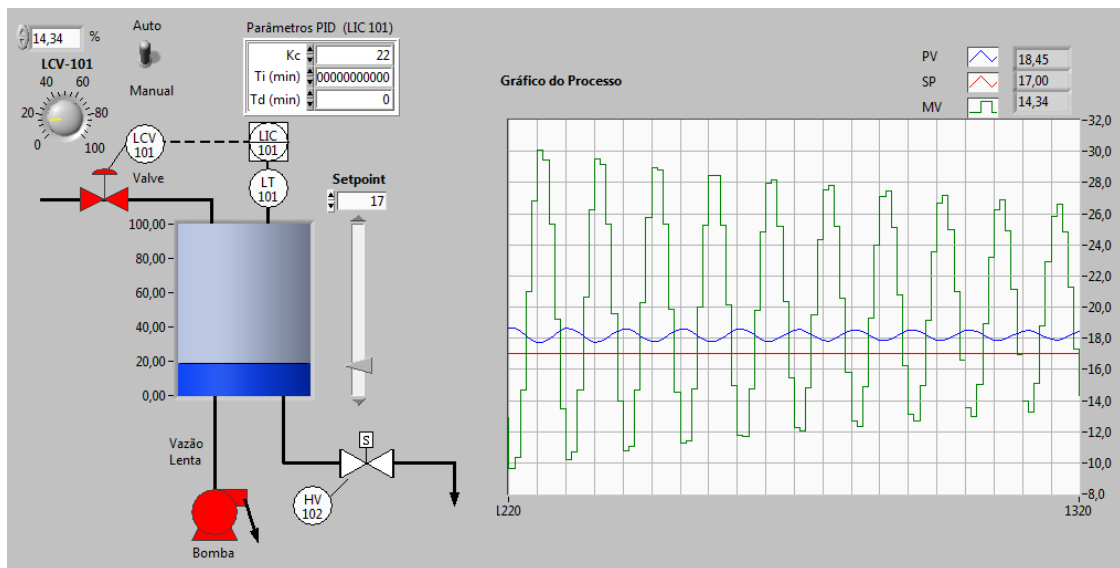 14,34 %
LCV-101
0 20 40 60 80 100
Auto
Manual
Parâmetros PID (LIC 101)
Kc 22
Ti (min) 00000000000
Td (min) 0
LCV
101
LIC
101
LT
101
Valve
Setpoint
17
100,00
80,00
60,00
40,00
20,00
0,00
Vazão
Lenta
Bomba
S
HV
102
Gráfico do Processo
PV 18,45
SP 17,00
MV 14,34
32,0
30,0
28,0
26,0
24,0
22,0
20,0
18,0
16,0
14,0
12,0
10,0
8,0
1220 1320